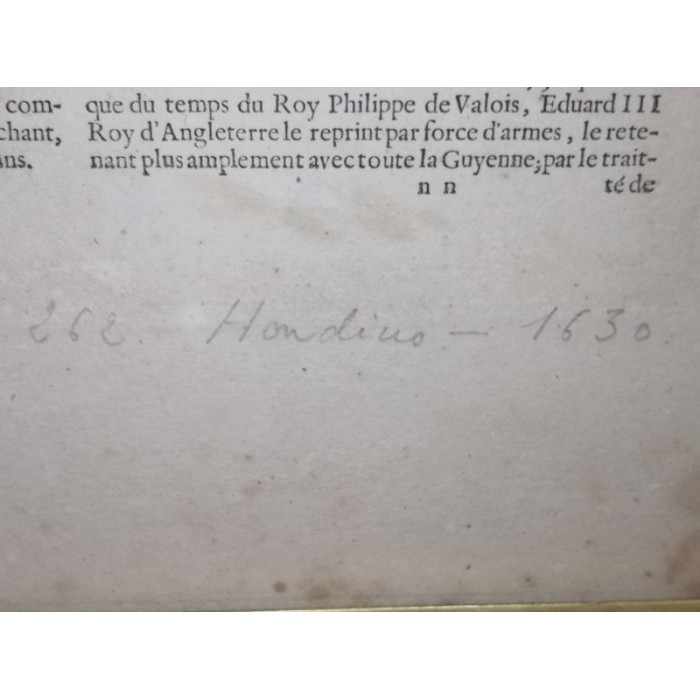 com-
chant,
ns.
que du temps du Roy Philippe de Valois, Eduard III
Roy d'Angleterre le reprint par force d'armes, le rete-
nant plus amplement avec toute la Guyenne; par le trait-
n n
té de
262. Hondius — 1630.